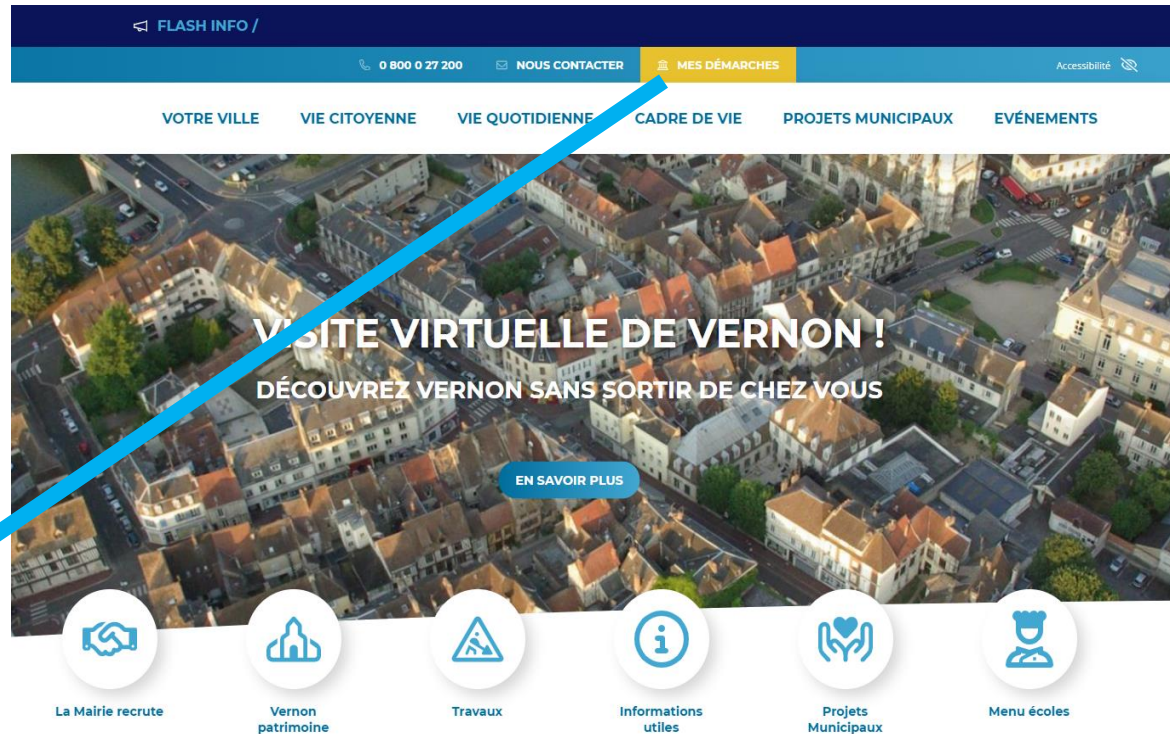 FLASH INFO /
0 800 0 27 200 NOUS CONTACTER MES DÉMARCHES Accessibilité
VOTRE VILLE VIE CITOYENNE VIE QUOTIDIENNE CADRE DE VIE PROJETS MUNICIPAUX EVÉNEMENTS
VISITE VIRTUELLE DE VERNON !
DÉCOUVREZ VERNON SANS SORTIR DE CHEZ VOUS
EN SAVOIR PLUS
La Mairie recrute
Vernon
patrimoine
Travaux
Informations
utiles
Projets
Municipaux
Menu écoles